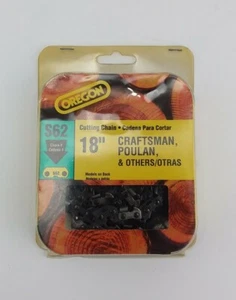 OREGON
S62
Cutting Chain • Cadena Para Cortar
18"
CRAFTSMAN,
POULAN,
& OTHERS/OTRAS